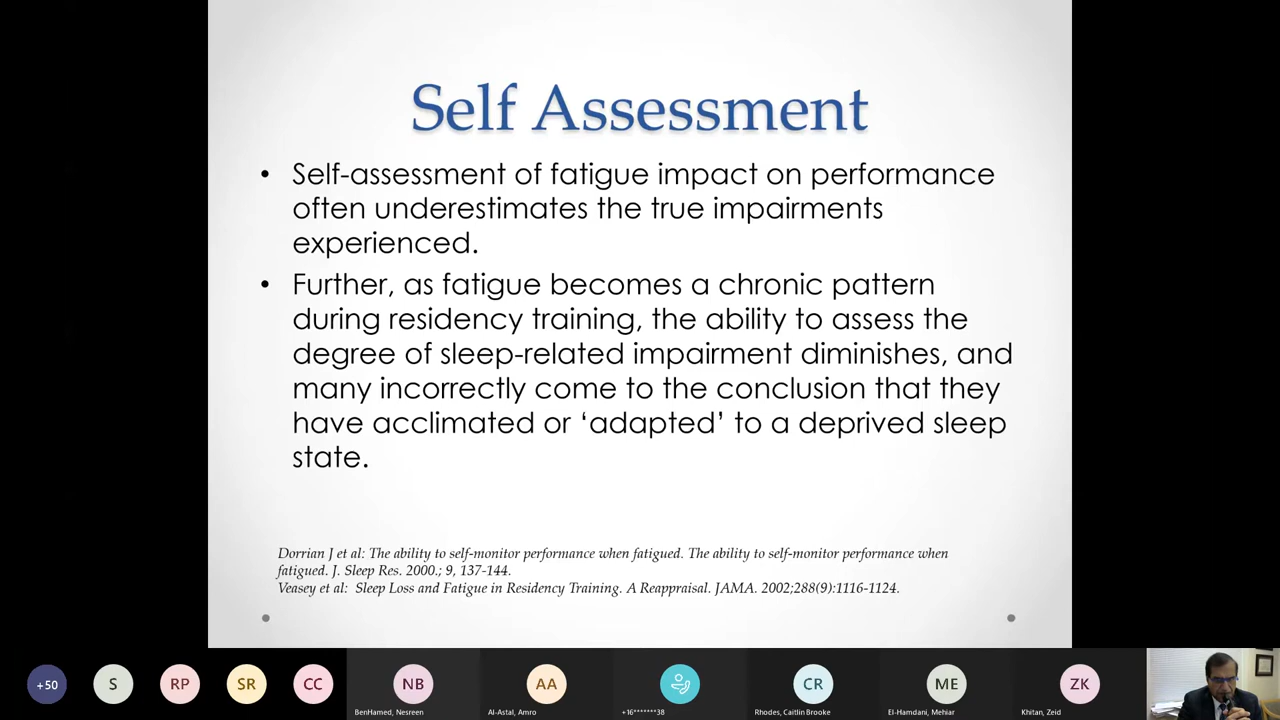 Self Assessment
• Self-assessment of fatigue impact on performance
often underestimates the true impairments
experienced.
• Further, as fatigue becomes a chronic pattern
during residency training, the ability to assess the
degree of sleep-related impairment diminishes, and
many incorrectly come to the conclusion that they
have acclimated or ‘adapted’ to a deprived sleep
state.
Dorrian J et al: The ability to self-monitor performance when fatigued. The ability to self-monitor performance when
fatigued. J. Sleep Res. 2000.; 9, 137-144.
Veasey et al: Sleep Loss and Fatigue in Residency Training. A Reappraisal. JAMA. 2002;288(9):1116-1124.
+50 S RP SR CC NB AA CR ME ZK
BenHamed, Nesreen Al-Astal, Amro +16*******38 Rhodes, Caitlin Brooke El-Hamdani, Mehiar Khitan, Zeid